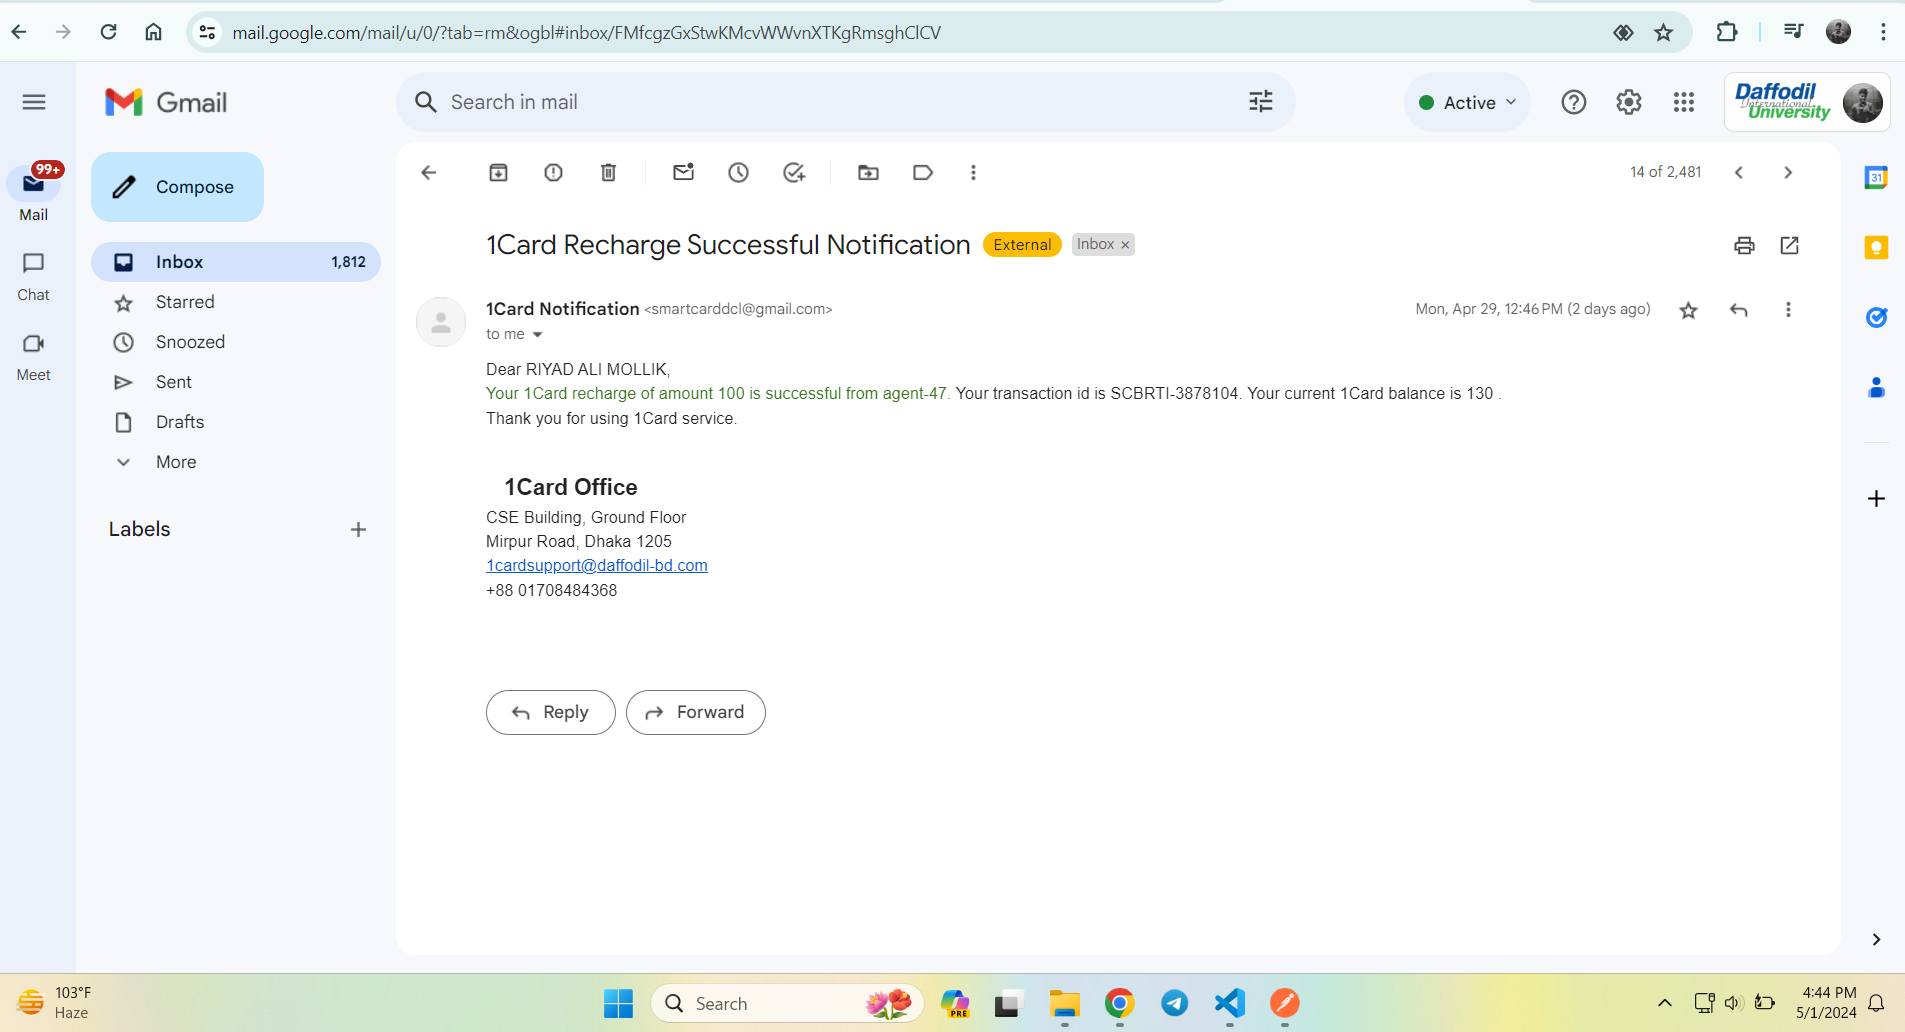 mail.google.com/mail/u/0/?tab=rm&ogbl#inbox/FMfcgzGxStwKMcvWWvnXTKgRmsghClCV
Gmail
Search in mail
Active
Daffodil
International
University
99+
Mail
Compose
14 of 2,481
31
1Card Recharge Successful Notification External Inbox ×
Inbox 1,812
Chat
Starred
1Card Notification <smartcarddcl@gmail.com> Mon, Apr 29, 12:46 PM (2 days ago)
to me
Snoozed
Meet
Sent
Drafts
More
Dear RIYAD ALI MOLLIK,
Your 1Card recharge of amount 100 is successful from agent-47. Your transaction id is SCBRTI-3878104. Your current 1Card balance is 130 .
Thank you for using 1Card service.
1Card Office
CSE Building, Ground Floor
Mirpur Road, Dhaka 1205
1cardsupport@daffodil-bd.com
+88 01708484368
Labels
Reply Forward
103°F
Haze
Search
PRE
4:44 PM
5/1/2024